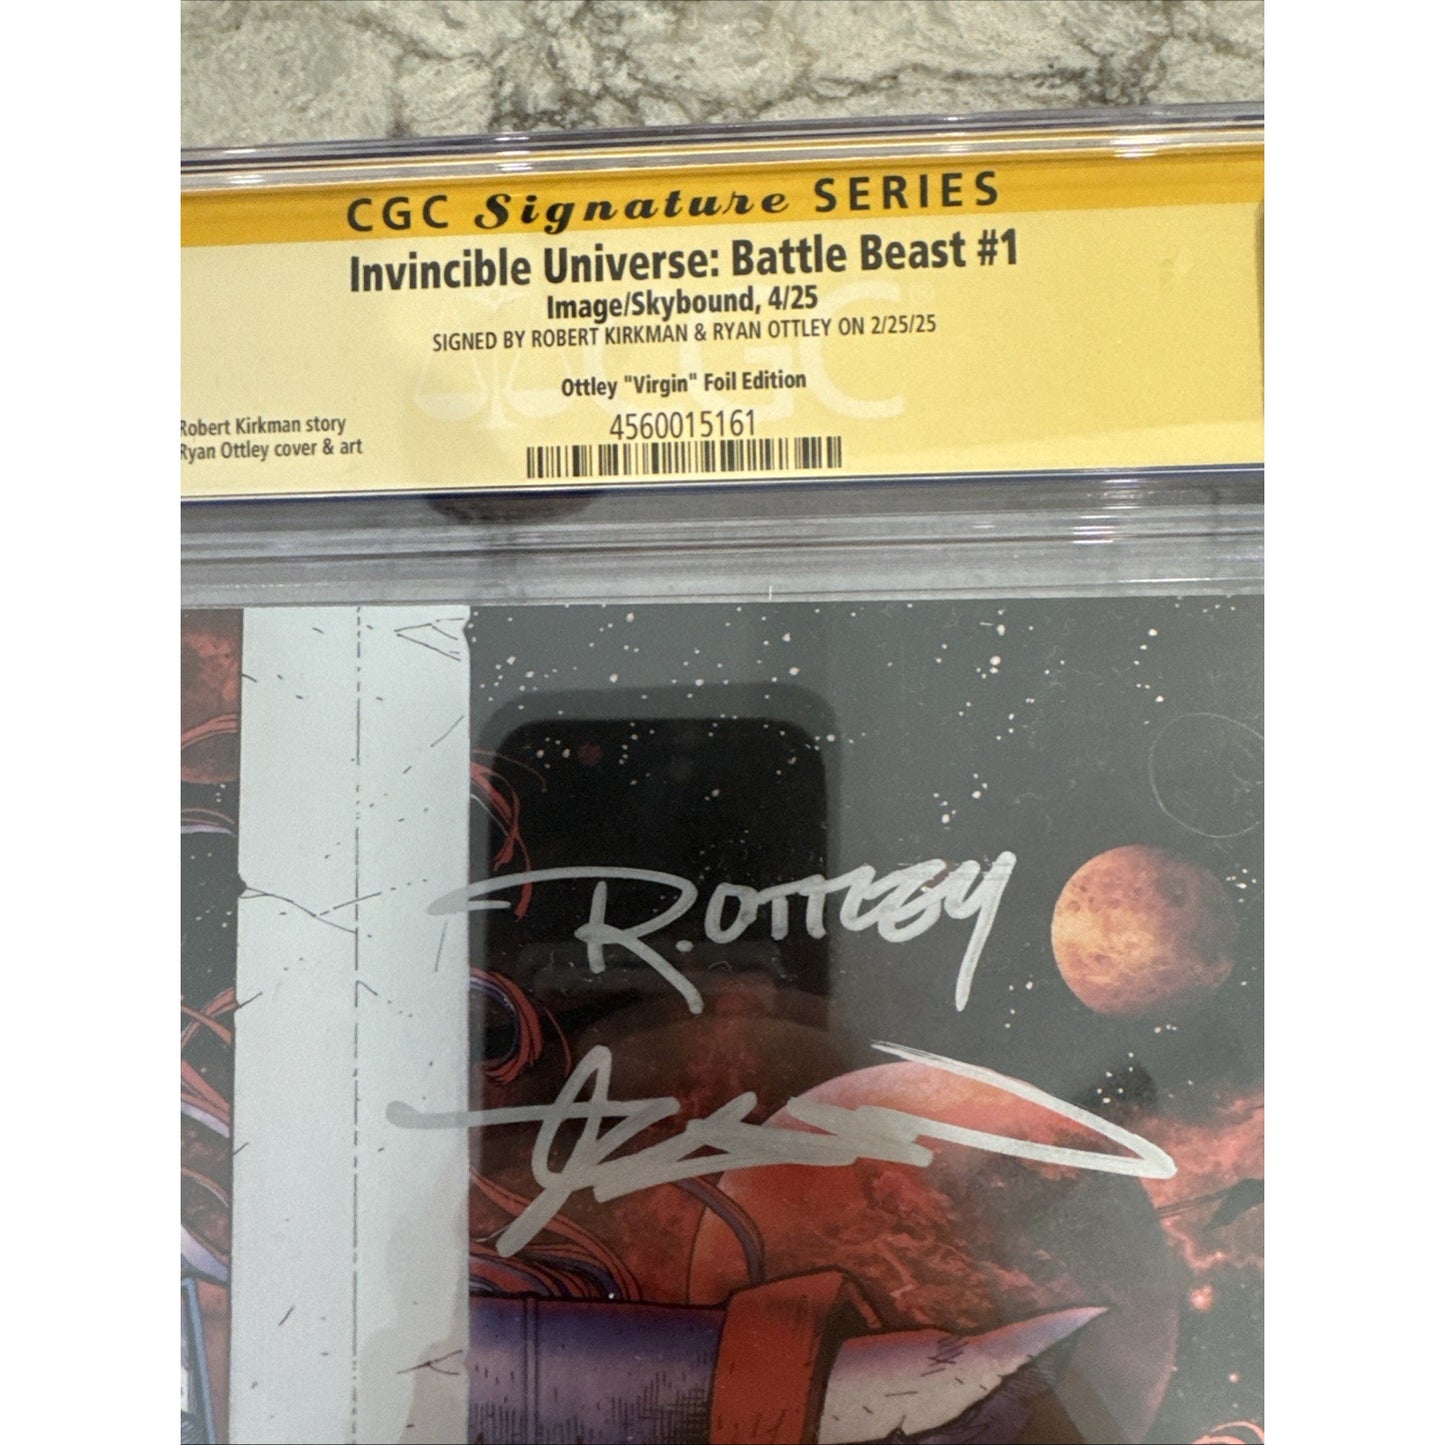 CGC Signature SERIES
Invincible Universe: Battle Beast #1
Image/Skybound, 4/25
SIGNED BY ROBERT KIRKMAN & RYAN OTTLEY ON 2/25/25
Ottley "Virgin" Foil Edition
Robert Kirkman story
Ryan Ottley cover & art
4560015161
CGC
R. OTTLEY